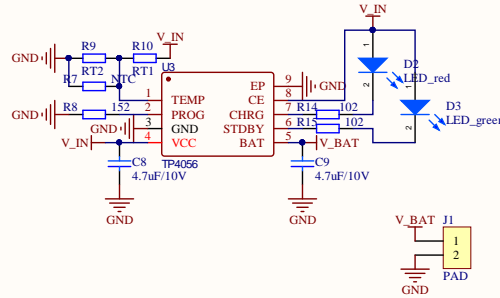 V_IN
V_IN
R9
R10
U3
GND
RT2
RT1
R7
NTC
D2
LED_red
EP
9
GND
1
TEMP
CE
8
R8
152
2
PROG
CHRG
7
R14
102
D3
LED_green
GND
GND
3
GND
STDBY
6
R15
102
V_IN
4
VCC
BAT
5
V_BAT
TP4056
C8
4.7uF/10V
C9
4.7uF/10V
1
2
1
2
GND
GND
V_BAT
J1
1
2
GND
PAD